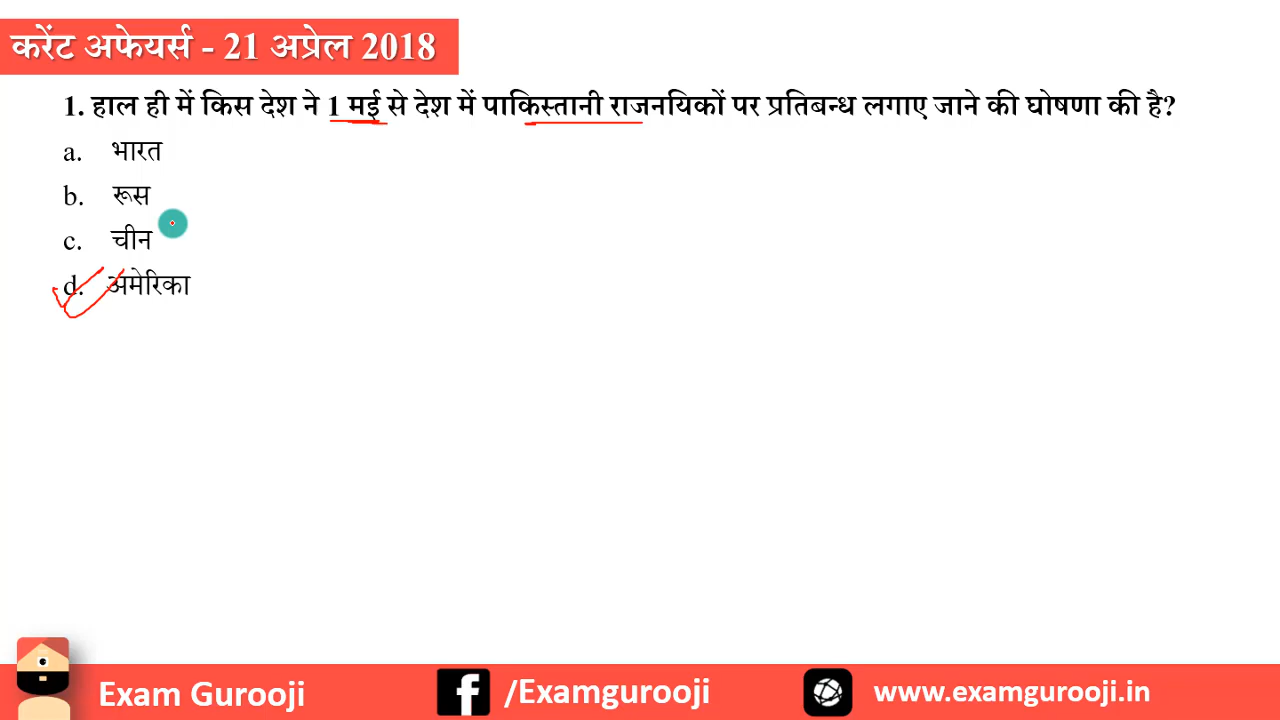 करेंट अफेयर्स - 21 अप्रेल 2018
1. हाल ही में किस देश ने 1 मई से देश में पाकिस्तानी राजनयिकों पर प्रतिबन्ध लगाए जाने की घोषणा की है?
a. भारत
b. रूस
c. चीन
d. अमेरिका
Exam Gurooji /Examgurooji www.examgurooji.in